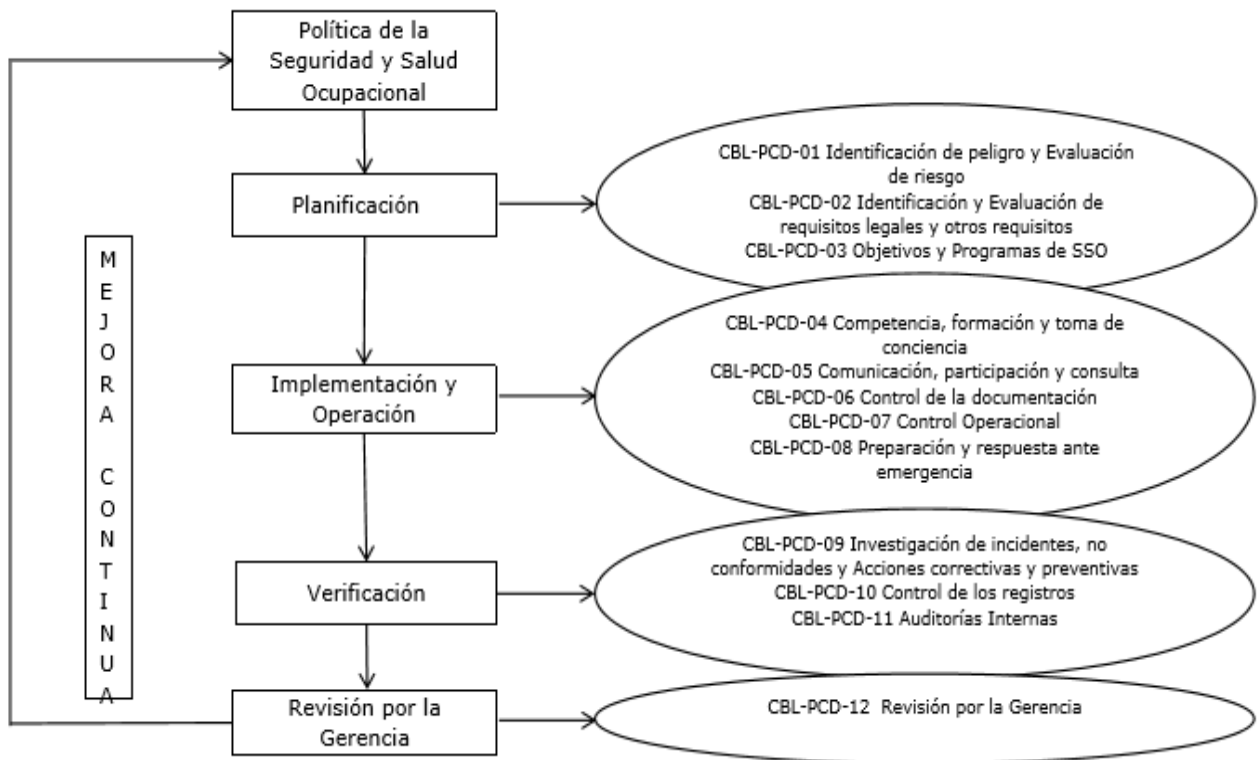 Política de la
Seguridad y Salud
Ocupacional
Planificación
CBL-PCD-01 Identificación de peligro y Evaluación
de riesgo
CBL-PCD-02 Identificación y Evaluación de
requisitos legales y otros requisitos
CBL-PCD-03 Objetivos y Programas de SSO
MEJORA CONTINUA
Implementación y
Operación
CBL-PCD-04 Competencia, formación y toma de
conciencia
CBL-PCD-05 Comunicación, participación y consulta
CBL-PCD-06 Control de la documentación
CBL-PCD-07 Control Operacional
CBL-PCD-08 Preparación y respuesta ante
emergencia
Verificación
CBL-PCD-09 Investigación de incidentes, no
conformidades y Acciones correctivas y preventivas
CBL-PCD-10 Control de los registros
CBL-PCD-11 Auditorías Internas
Revisión por la
Gerencia
CBL-PCD-12 Revisión por la Gerencia